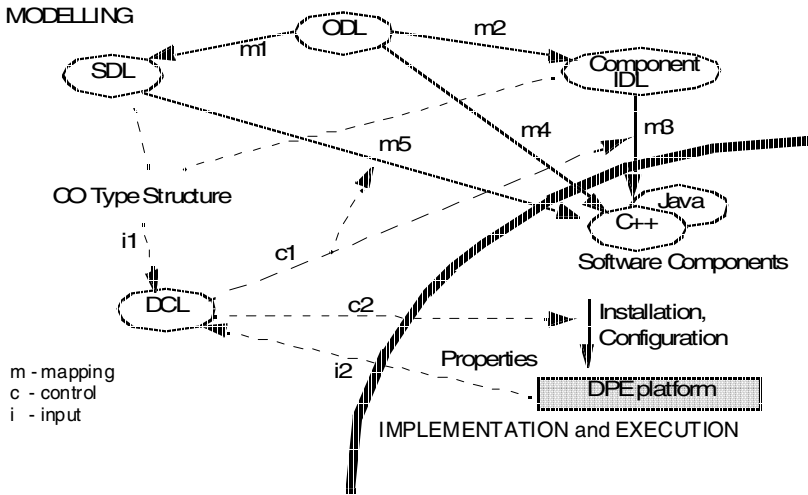 MODELLING
ODL
m1
m2
SDL
Component
IDL
m4
m3
m5
CO Type Structure
Java
C++
i1
c1
Software Components
DCL
c2
Installation,
Configuration
Properties
i2
m - mapping
c - control
i - input
DPE platform
IMPLEMENTATION and EXECUTION